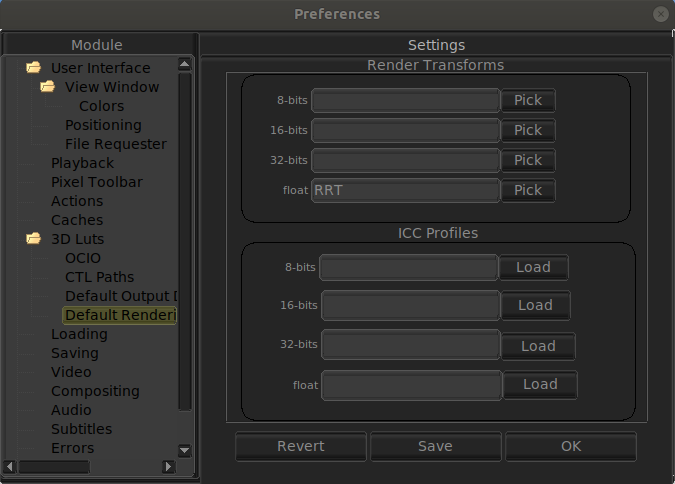 Preferences
Module
User Interface
View Window
Colors
Positioning
File Requester
Playback
Pixel Toolbar
Actions
Caches
3D Luts
OCIO
CTL Paths
Default Output D
Default Renderi
Loading
Saving
Video
Compositing
Audio
Subtitles
Errors
Settings
Render Transforms
8-bits Pick
16-bits Pick
32-bits Pick
float RRT Pick
ICC Profiles
8-bits Load
16-bits Load
32-bits Load
float Load
Revert Save OK